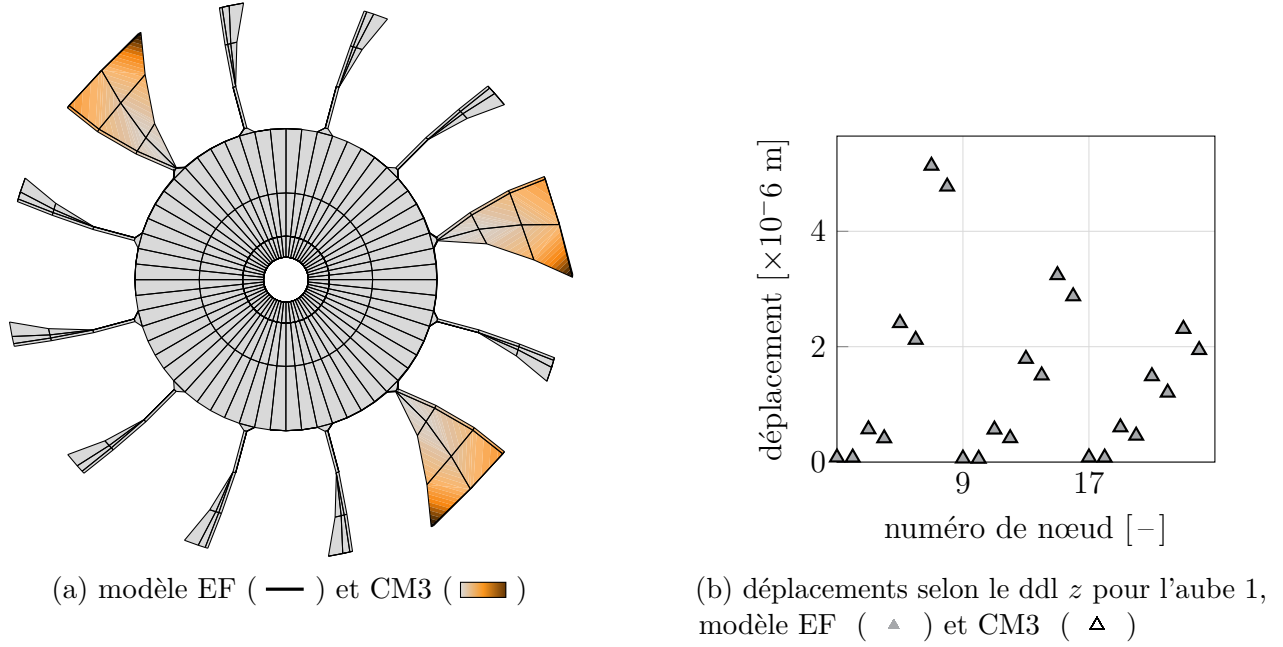 déplacement [×10⁻6 m]
4
2
0
9 17
numéro de nœud [−]
(a) modèle EF ( ) et CM3 ( )
(b) déplacements selon le ddl z pour l'aube 1,
modèle EF ( ) et CM3 ( )